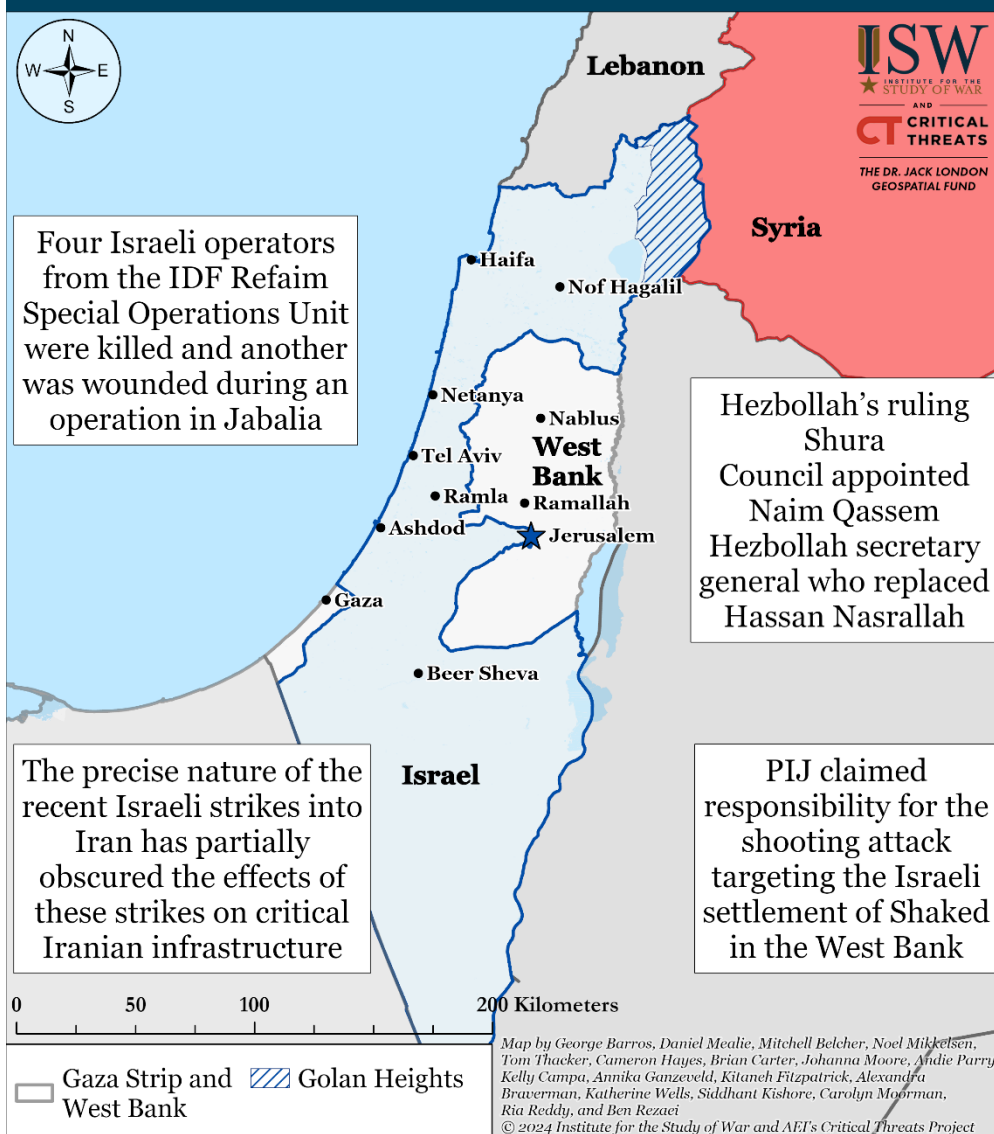 N
W
E
S
ISW
INSTITUTE FOR THE
STUDY OF WAR
AND
CT CRITICAL
THREATS
THE DR. JACK LONDON
GEOSPATIAL FUND
Lebanon
Syria
Four Israeli operators
from the IDF Refaim
Special Operations Unit
were killed and another
was wounded during an
operation in Jabalia
Haifa
Nof Hagalil
Netanya
Nablus
West
Bank
Tel Aviv
Ramla
Ramallah
Ashdod
Jerusalem
Gaza
Beer Sheva
Israel
Hezbollah’s ruling
Shura
Council appointed
Naim Qassem
Hezbollah secretary
general who replaced
Hassan Nasrallah
The precise nature of the
recent Israeli strikes into
Iran has partially
obscured the effects of
these strikes on critical
Iranian infrastructure
PIJ claimed
responsibility for the
shooting attack
targeting the Israeli
settlement of Shaked
in the West Bank
0 50 100 200 Kilometers
Gaza Strip and
West Bank
Golan Heights
Map by George Barros, Daniel Mealie, Mitchell Belcher, Noel Mikkelsen,
Tom Thacker, Cameron Hayes, Brian Carter, Johanna Moore, Andie Parry,
Kelly Campa, Annika Ganzeveld, Kitaneh Fitzpatrick, Alexandra
Braverman, Katherine Wells, Siddhant Kishore, Carolyn Moorman,
Ria Reddy, and Ben Rezaei
© 2024 Institute for the Study of War and AEI's Critical Threats Project